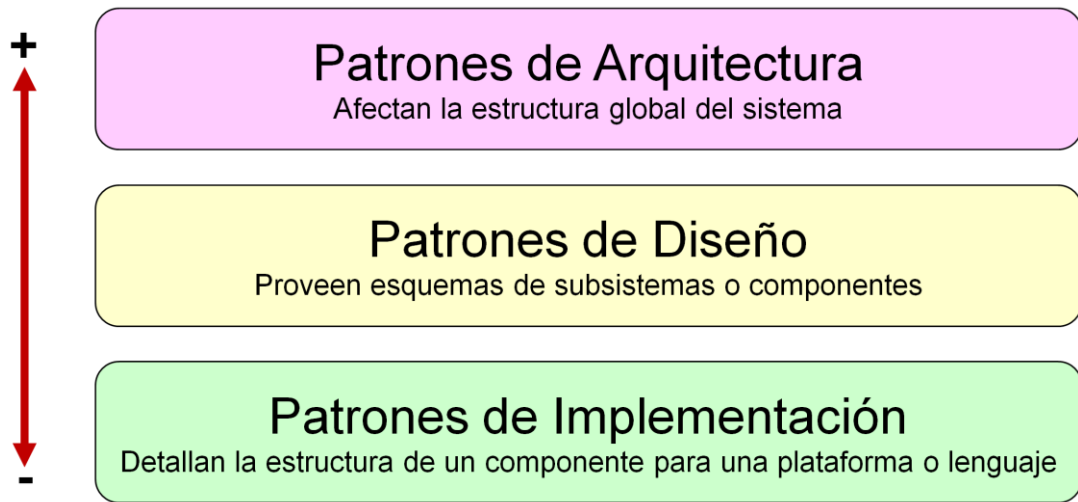 +
Patrones de Arquitectura
Afectan la estructura global del sistema
Patrones de Diseño
Proveen esquemas de subsistemas o componentes
Patrones de Implementación
Detallan la estructura de un componente para una plataforma o lenguaje
-